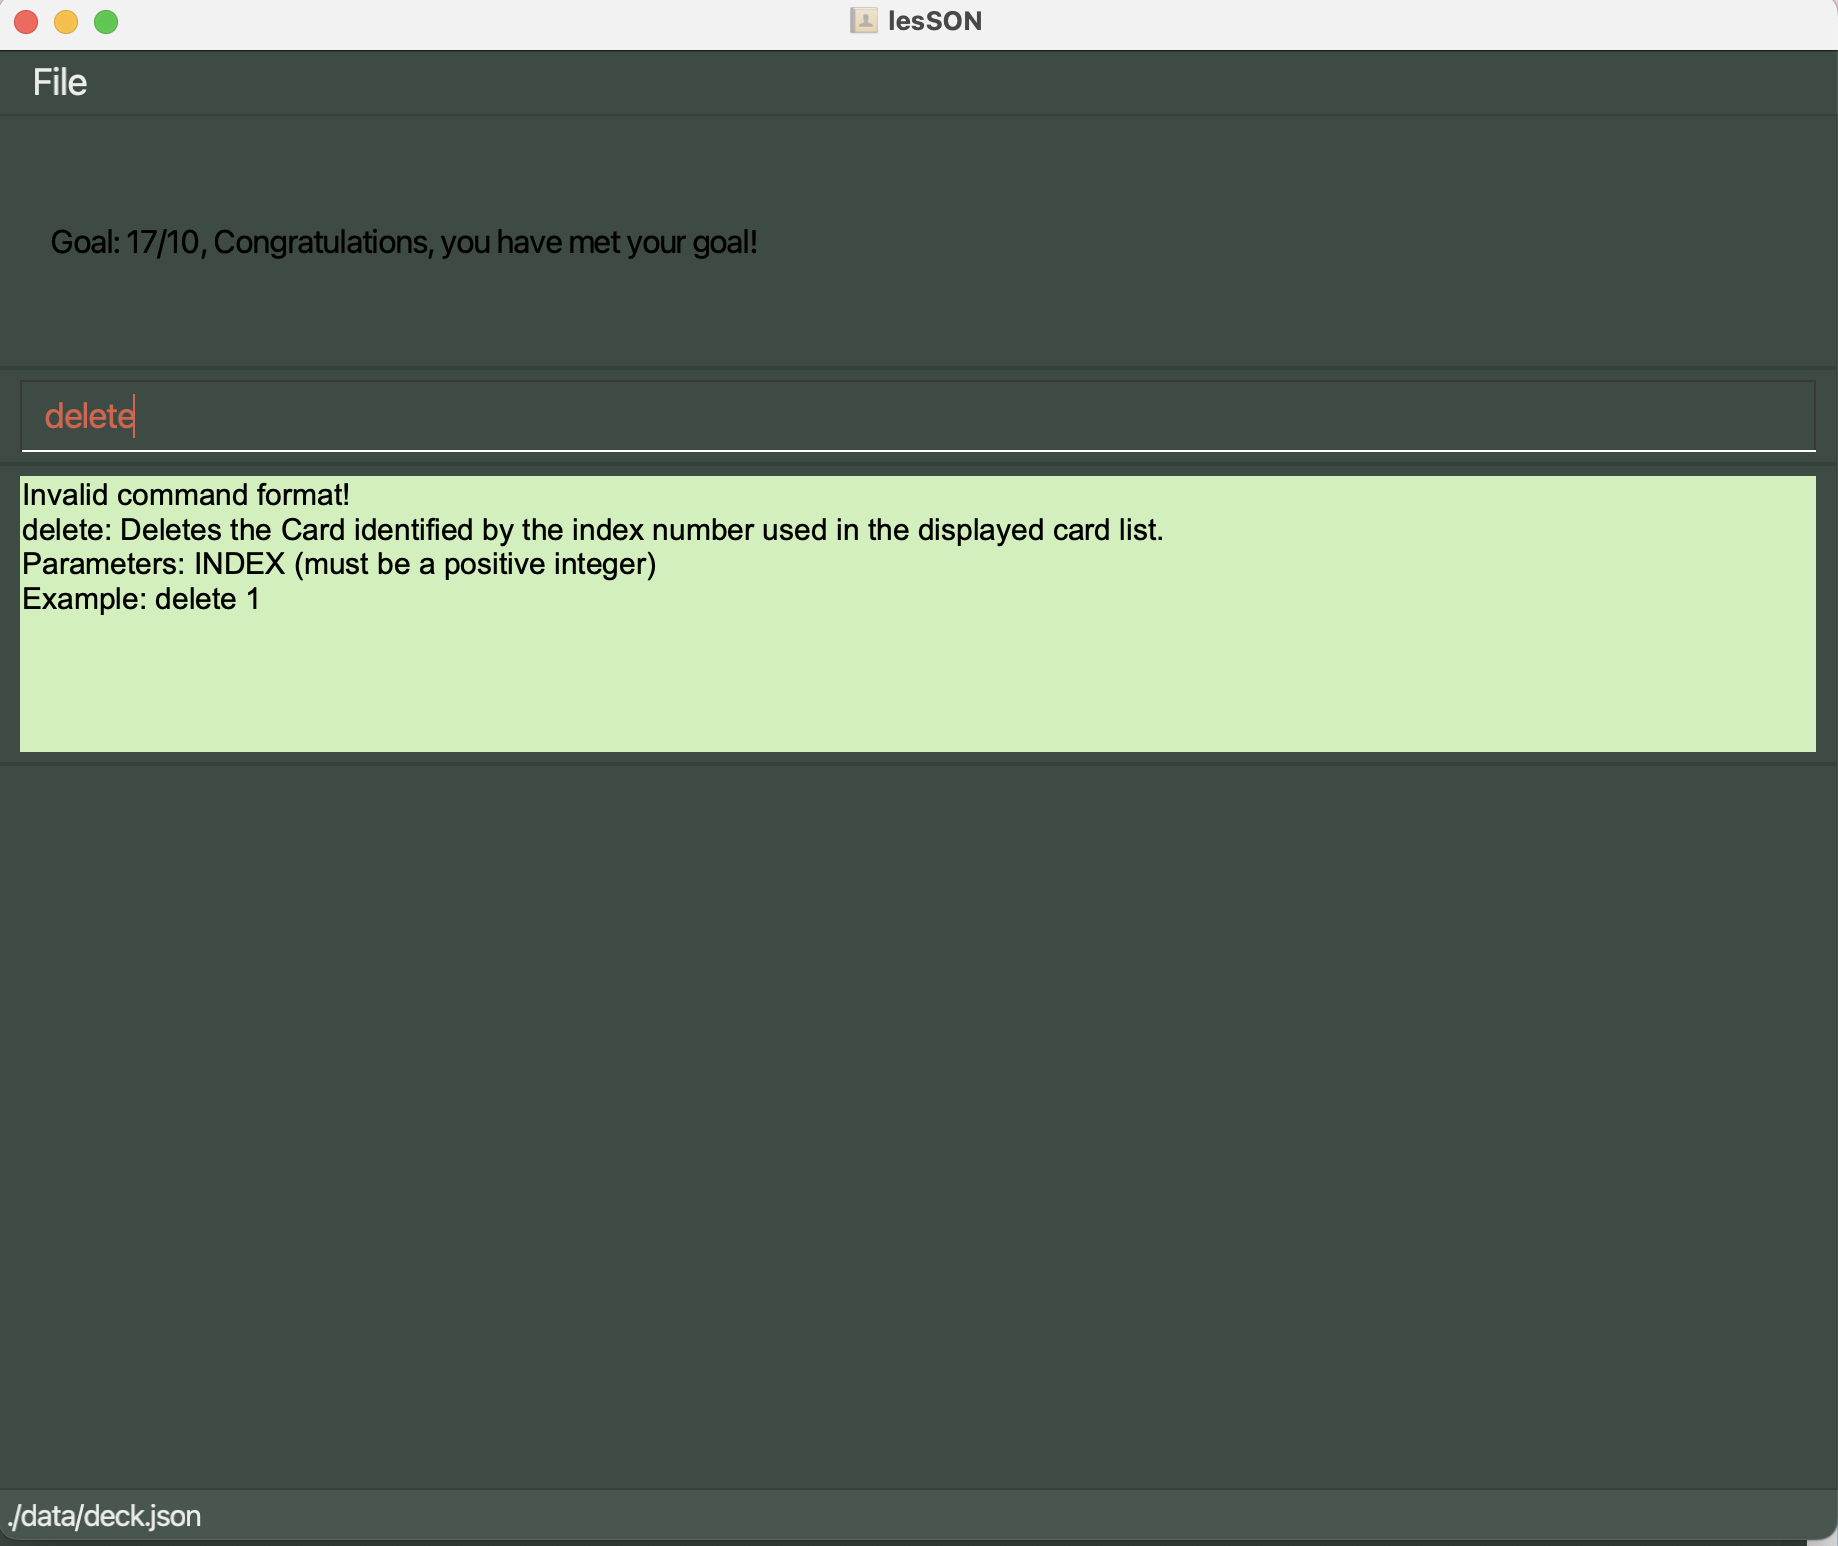 lesSON
File
Goal: 17/10, Congratulations, you have met your goal!
delete
Invalid command format!
delete: Deletes the Card identified by the index number used in the displayed card list.
Parameters: INDEX (must be a positive integer)
Example: delete 1
./data/deck.json